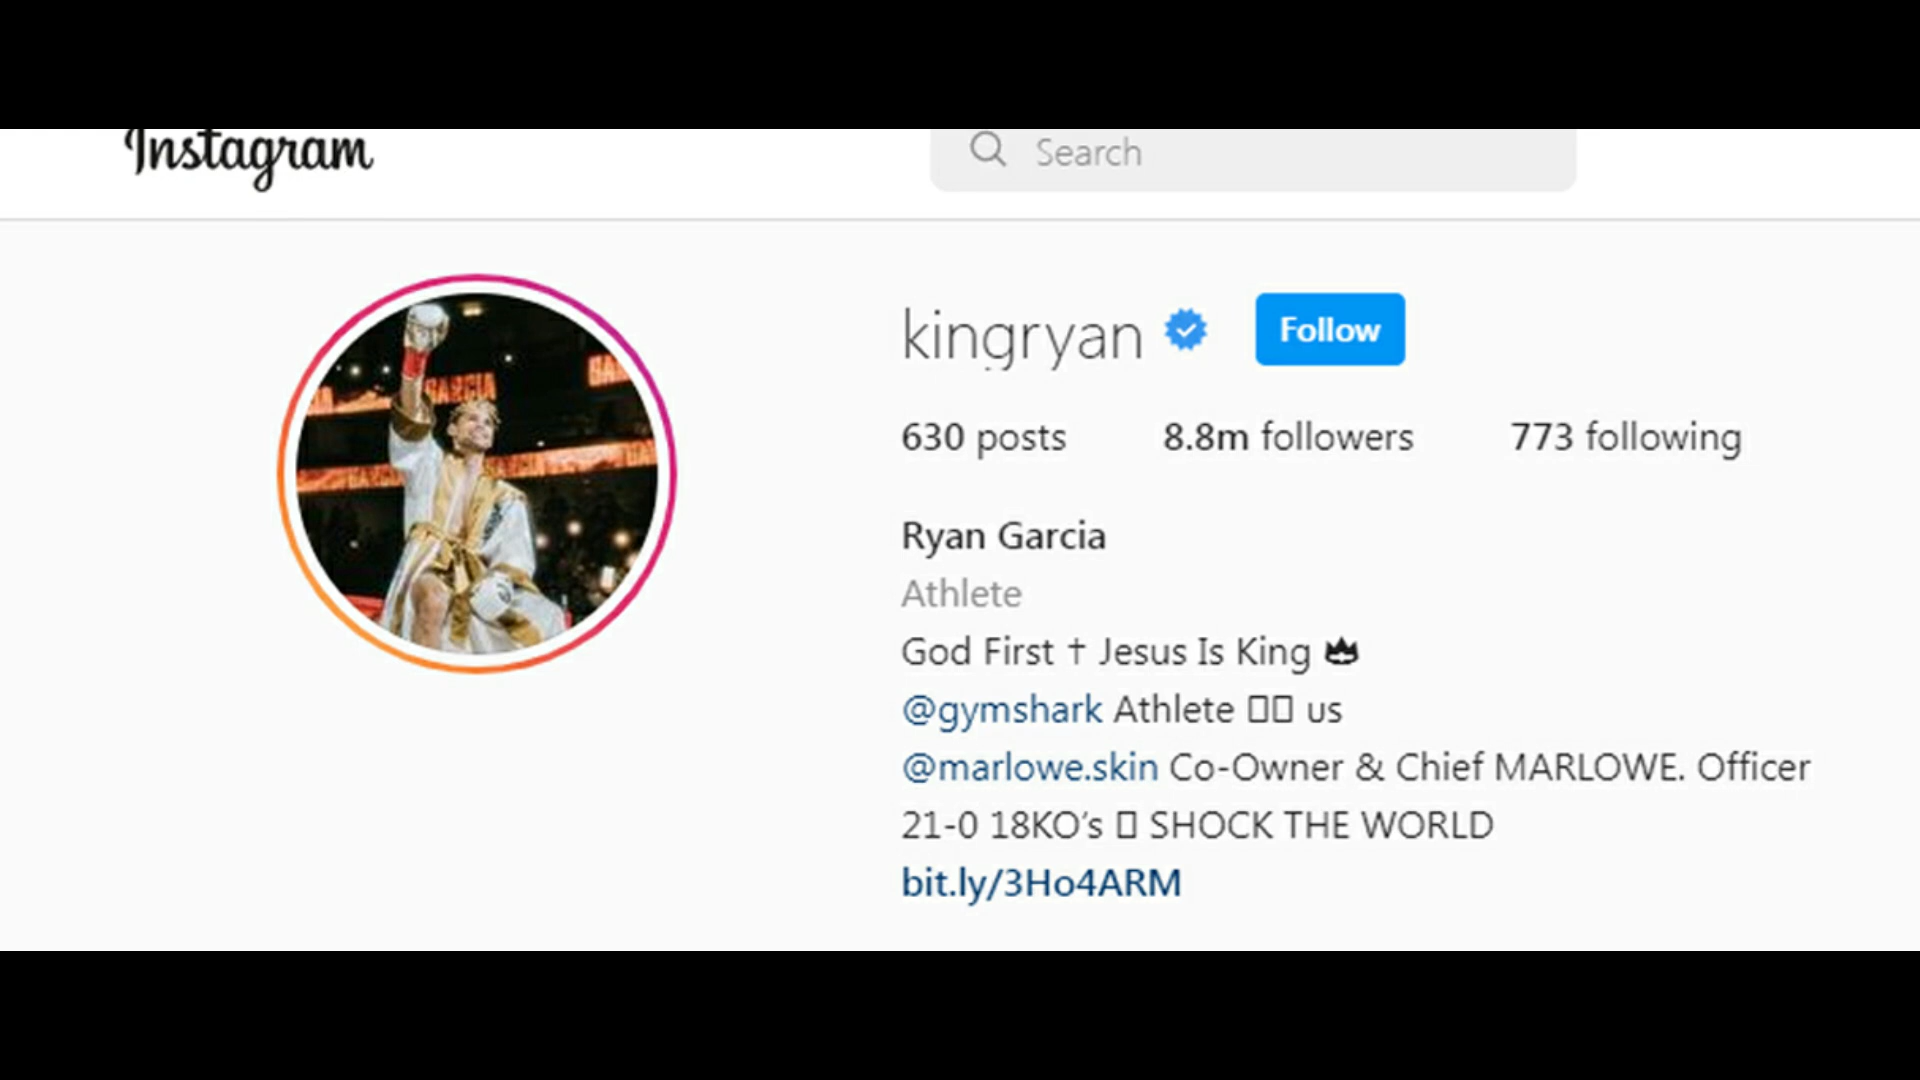 Instagram
Search
kingryan
Follow
630 posts 8.8m followers 773 following
Ryan Garcia
Athlete
God First † Jesus Is King
@gymshark Athlete □□ us
@marlowe.skin Co-Owner & Chief MARLOWE. Officer
21-0 18KO’s □ SHOCK THE WORLD
bit.ly/3Ho4ARM
GARCIA
GARCIA